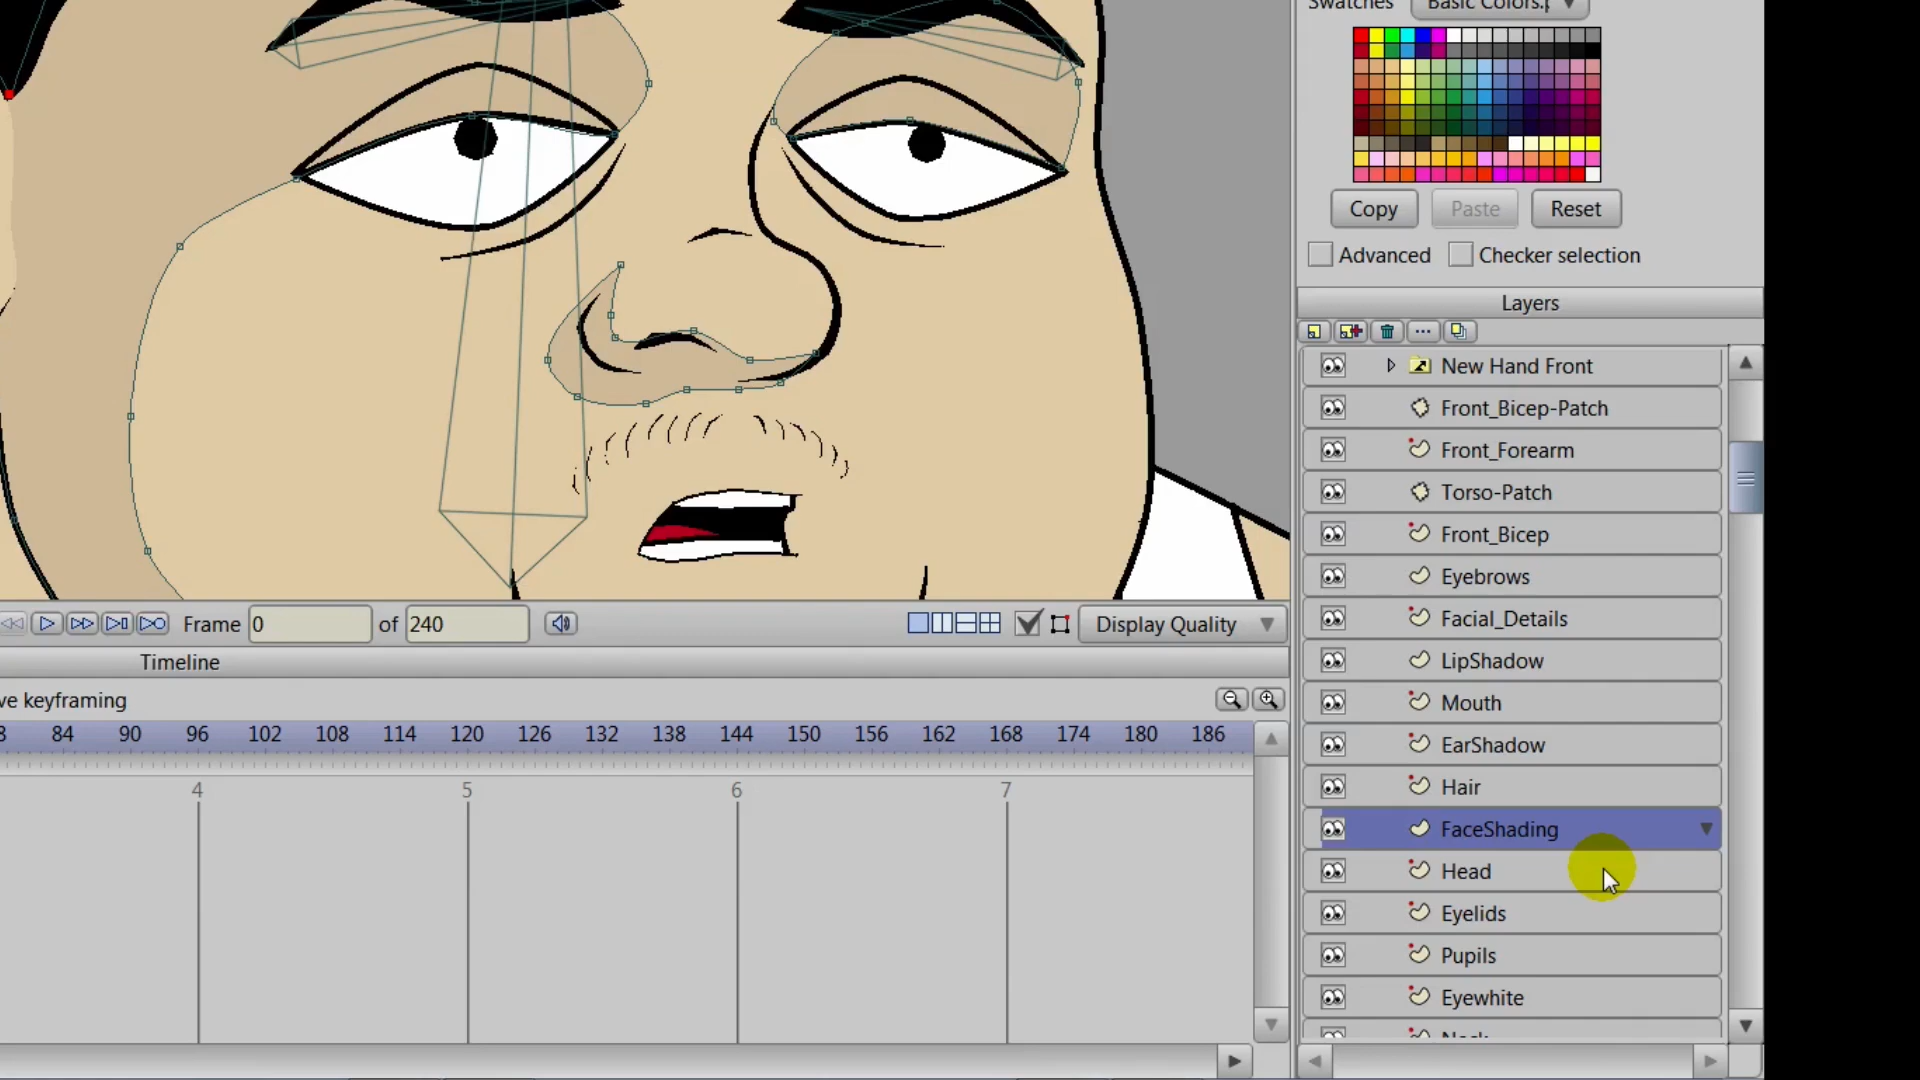 Swatches Basic Colors.p
Copy Paste Reset
Advanced Checker selection
Layers
New Hand Front
Front_Bicep-Patch
Front_Forearm
Torso-Patch
Front_Bicep
Eyebrows
Facial_Details
LipShadow
Mouth
EarShadow
Hair
FaceShading
Head
Eyelids
Pupils
Eyewhite
Neck
Frame 0 of 240 Display Quality
Timeline
ve keyframing
8 84 90 96 102 108 114 120 126 132 138 144 150 156 162 168 174 180 186
4 5 6 7